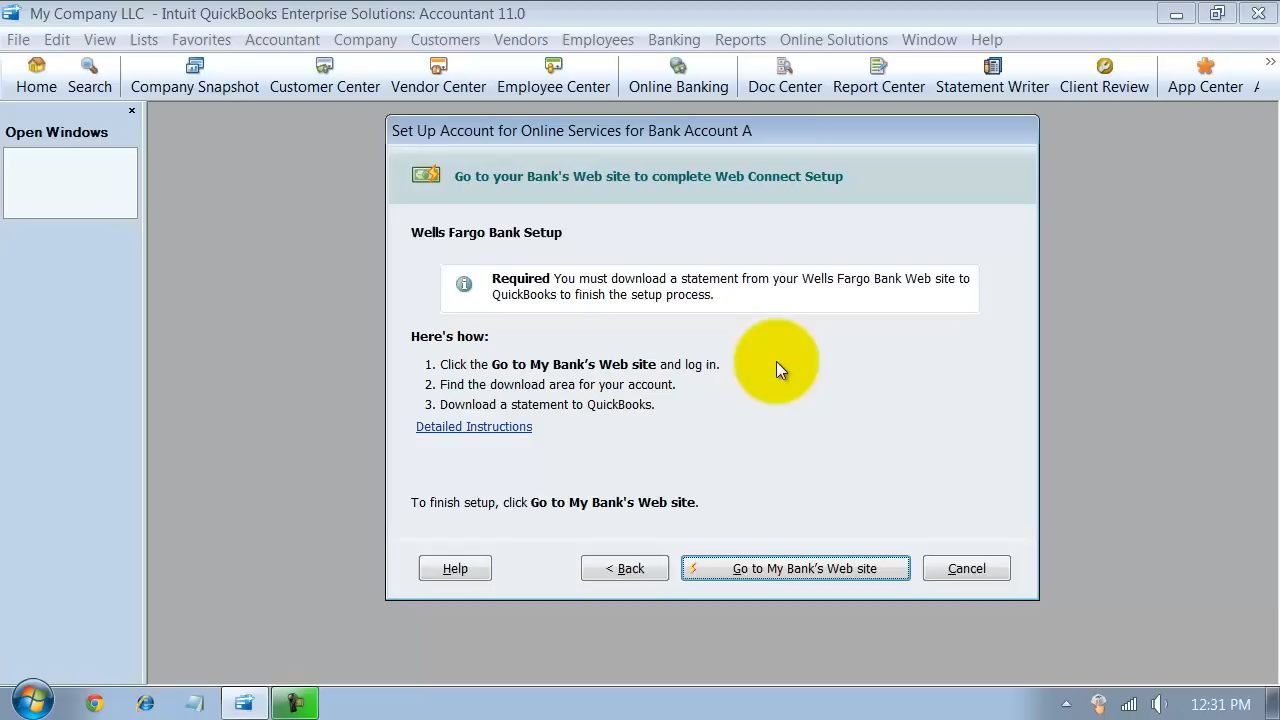 My Company LLC - Intuit QuickBooks Enterprise Solutions: Accountant 11.0
File Edit View Lists Favorites Accountant Company Customers Vendors Employees Banking Reports Online Solutions Window Help
Home Search Company Snapshot Customer Center Vendor Center Employee Center Online Banking Doc Center Report Center Statement Writer Client Review App Center
Open Windows
Set Up Account for Online Services for Bank Account A
Go to your Bank's Web site to complete Web Connect Setup
Wells Fargo Bank Setup
Required You must download a statement from your Wells Fargo Bank Web site to
QuickBooks to finish the setup process.
Here's how:
1. Click the Go to My Bank's Web site and log in.
2. Find the download area for your account.
3. Download a statement to QuickBooks.
Detailed Instructions
To finish setup, click Go to My Bank's Web site.
Help < Back Go to My Bank's Web site Cancel
12:31 PM